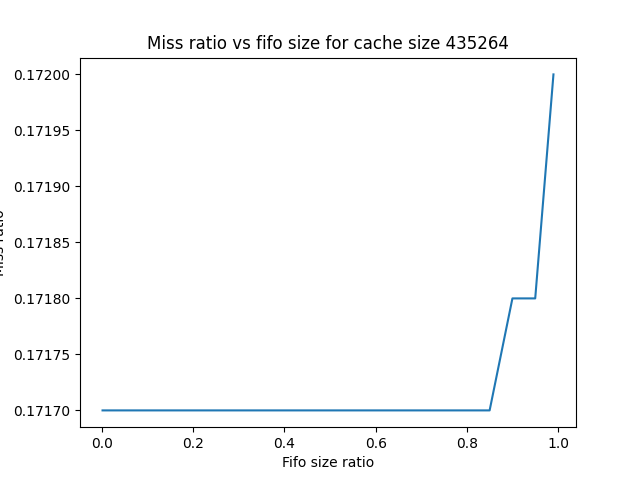 Miss ratio vs fifo size for cache size 435264
0.17200
0.17195
0.17190
0.17185
0.17180
0.17175
0.17170
Miss ratio
0.0 0.2 0.4 0.6 0.8 1.0
Fifo size ratio